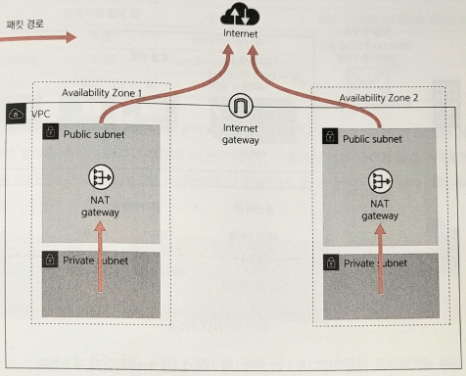 패킷 경로
Internet
Availability Zone 1
Availability Zone 2
VPC
Internet
gateway
Public subnet
Public subnet
NAT
gateway
NAT
gateway
Private subnet
Private subnet